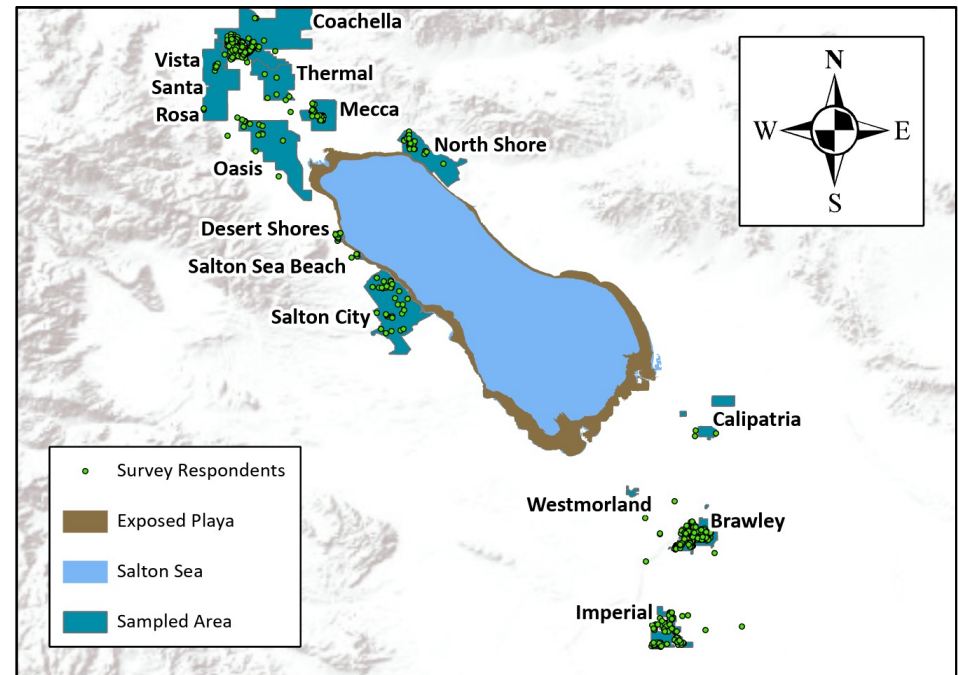 Coachella
Vista
Santa
Rosa
Thermal
Mecca
Oasis
North Shore
Desert Shores
Salton Sea Beach
Salton City
Calipatria
Westmorland
Brawley
Imperial
N
W
E
S
Survey Respondents
Exposed Playa
Salton Sea
Sampled Area